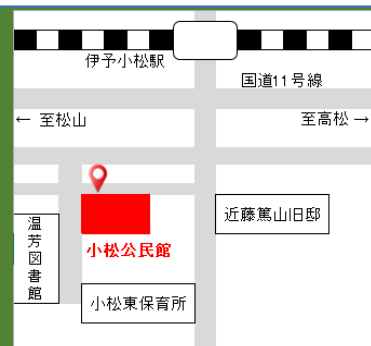 伊予小松駅
国道11号線
← 至松山
至高松 →
近藤篤山旧邸
温芳図書館
小松公民館
小松東保育所